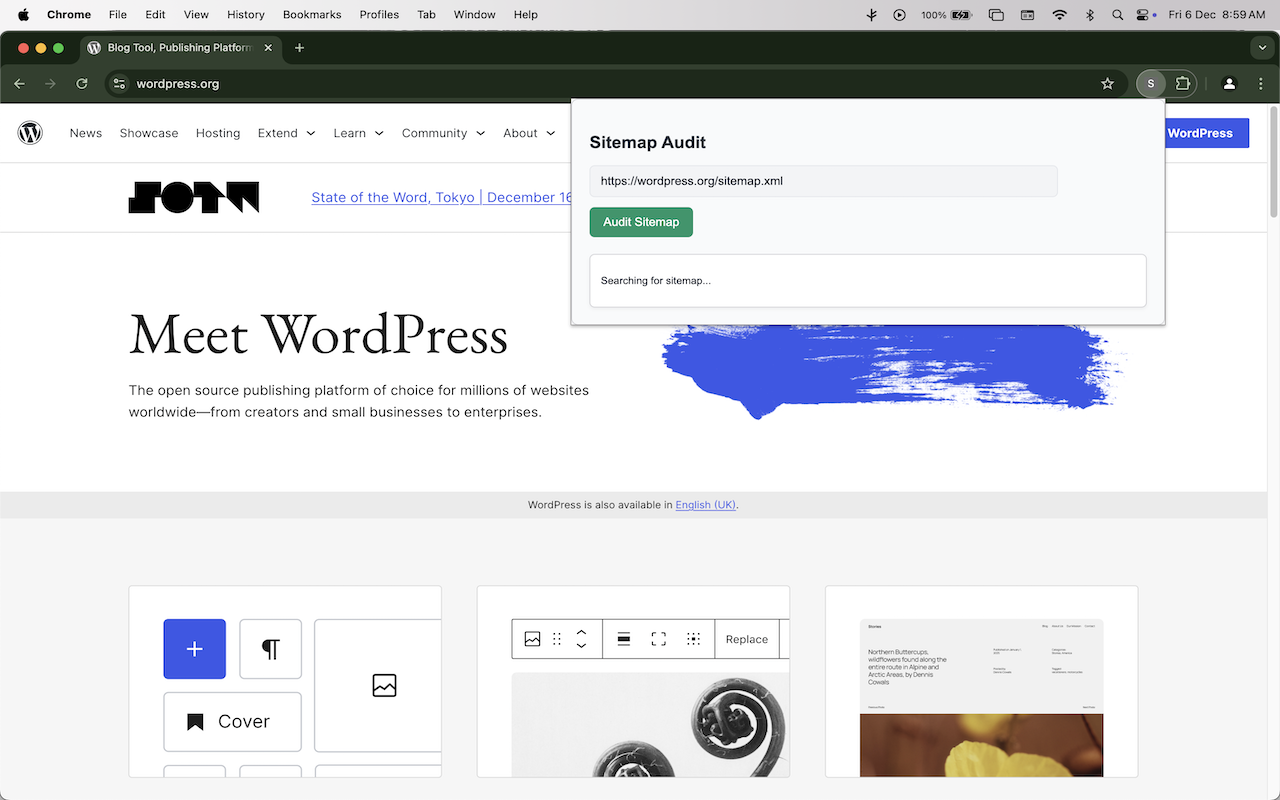 Chrome File Edit View History Bookmarks Profiles Tab Window Help 100% Fri 6 Dec 8:59 AM
Blog Tool, Publishing Platform
wordpress.org
S
News Showcase Hosting Extend Learn Community About
WordPress
State of the Word, Tokyo | December 16
Sitemap Audit
https://wordpress.org/sitemap.xml
Audit Sitemap
Searching for sitemap...
Meet WordPress
The open source publishing platform of choice for millions of websites
worldwide—from creators and small businesses to enterprises.
WordPress is also available in English (UK).
Cover
Replace
Stories
Northern Buttercups,
wildflowers found along the
entire route in Alpine and
Arctic Areas, by Dennis
Cowals